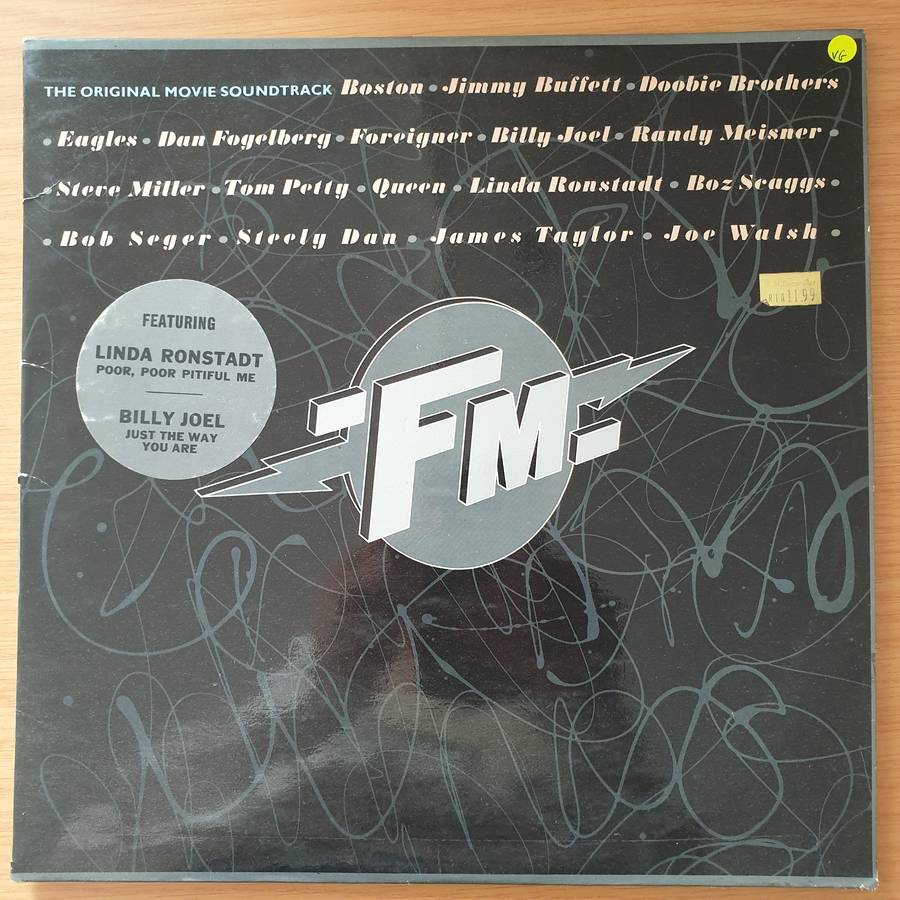 THE ORIGINAL MOVIE SOUNDTRACK Boston • Jimmy Buffett • Doobie Brothers
• Eagles • Dan Fogelberg • Foreigner • Billy Joel • Randy Meisner •
• Steve Miller • Tom Petty • Queen • Linda Ronstadt • Boz Scaggs •
• Bob Seger • Steely Dan • James Taylor • Joe Walsh •
VG
11.99
FEATURING
LINDA RONSTADT
POOR, POOR PITIFUL ME
BILLY JOEL
JUST THE WAY
YOU ARE
FM